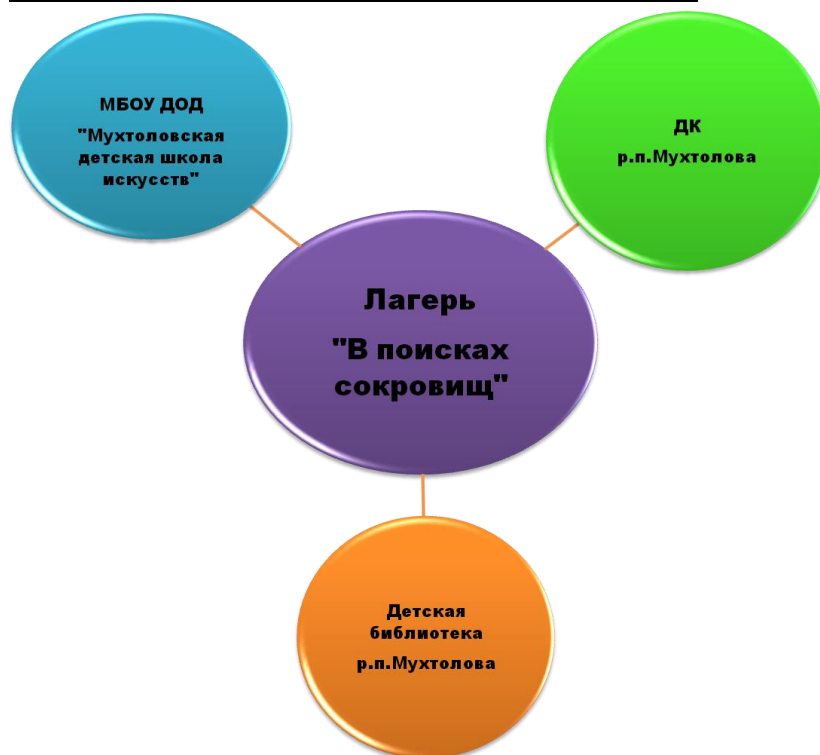 МБОУ ДОД
"Мухтоловская
детская школа
искусств"
ДК
р.п.Мухтолова
Лагерь
"В поисках
сокровищ"
Детская
библиотека
р.п.Мухтолова